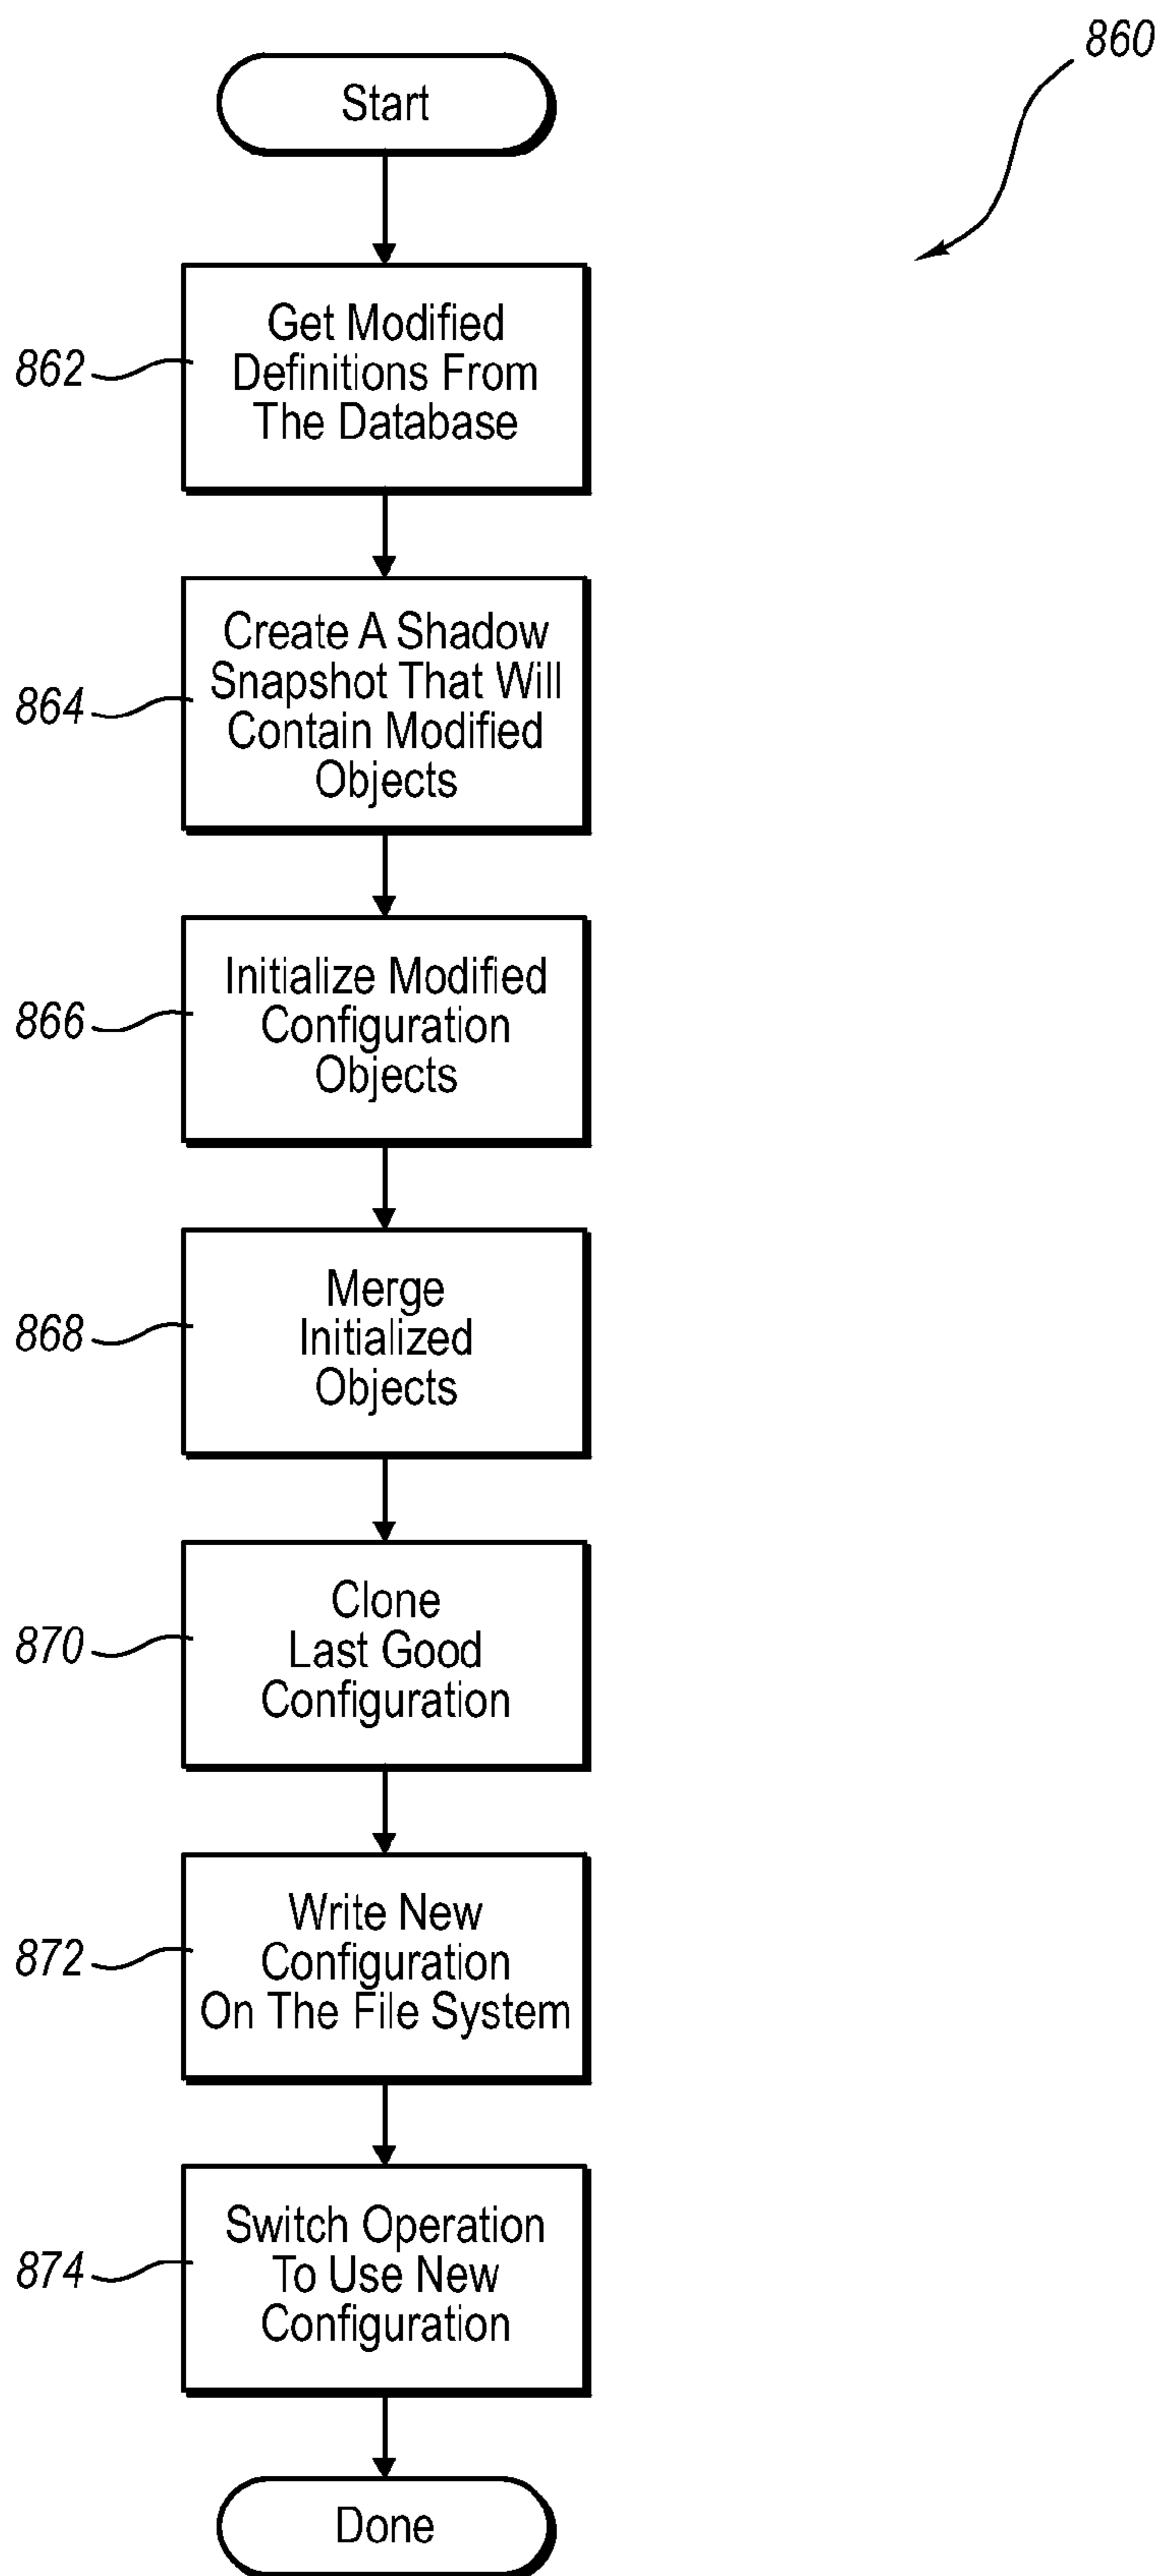 860
Start
862
Get Modified
Definitions From
The Database
864
Create A Shadow
Snapshot That Will
Contain Modified
Objects
866
Initialize Modified
Configuration
Objects
868
Merge
Initialized
Objects
870
Clone
Last Good
Configuration
872
Write New
Configuration
On The File System
874
Switch Operation
To Use New
Configuration
Done